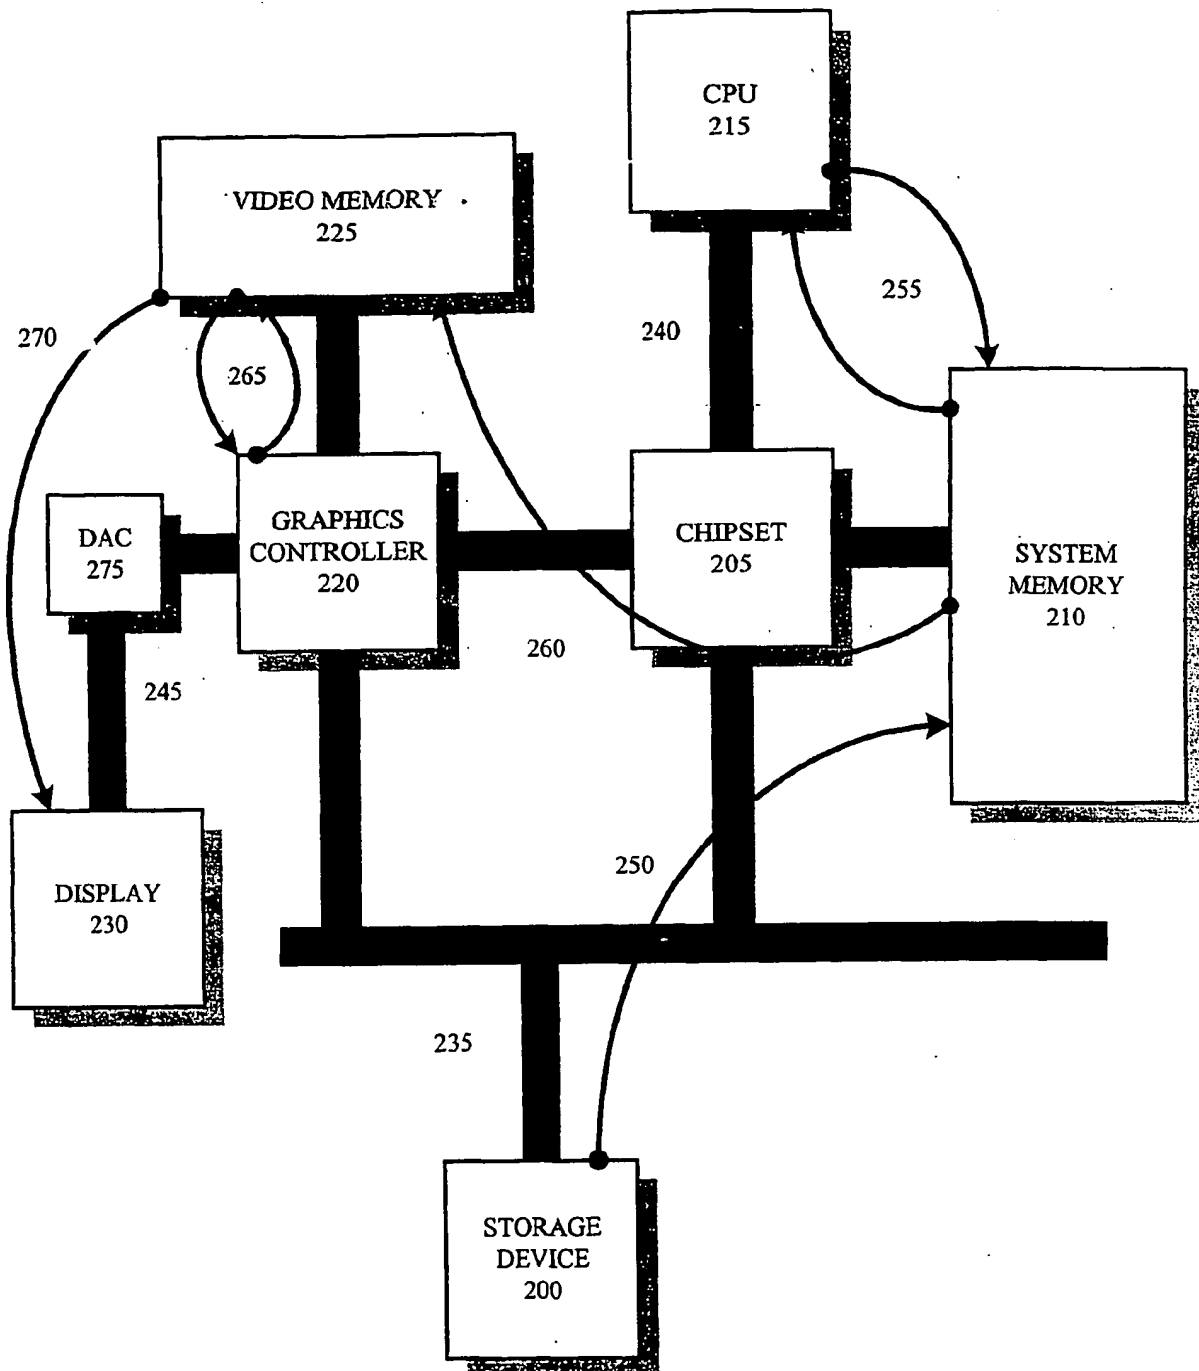 CPU
215
VIDEO MEMORY
225
255
270
240
265
DAC
275
GRAPHICS
CONTROLLER
220
CHIPSET
205
SYSTEM
MEMORY
210
260
245
250
DISPLAY
230
235
STORAGE
DEVICE
200